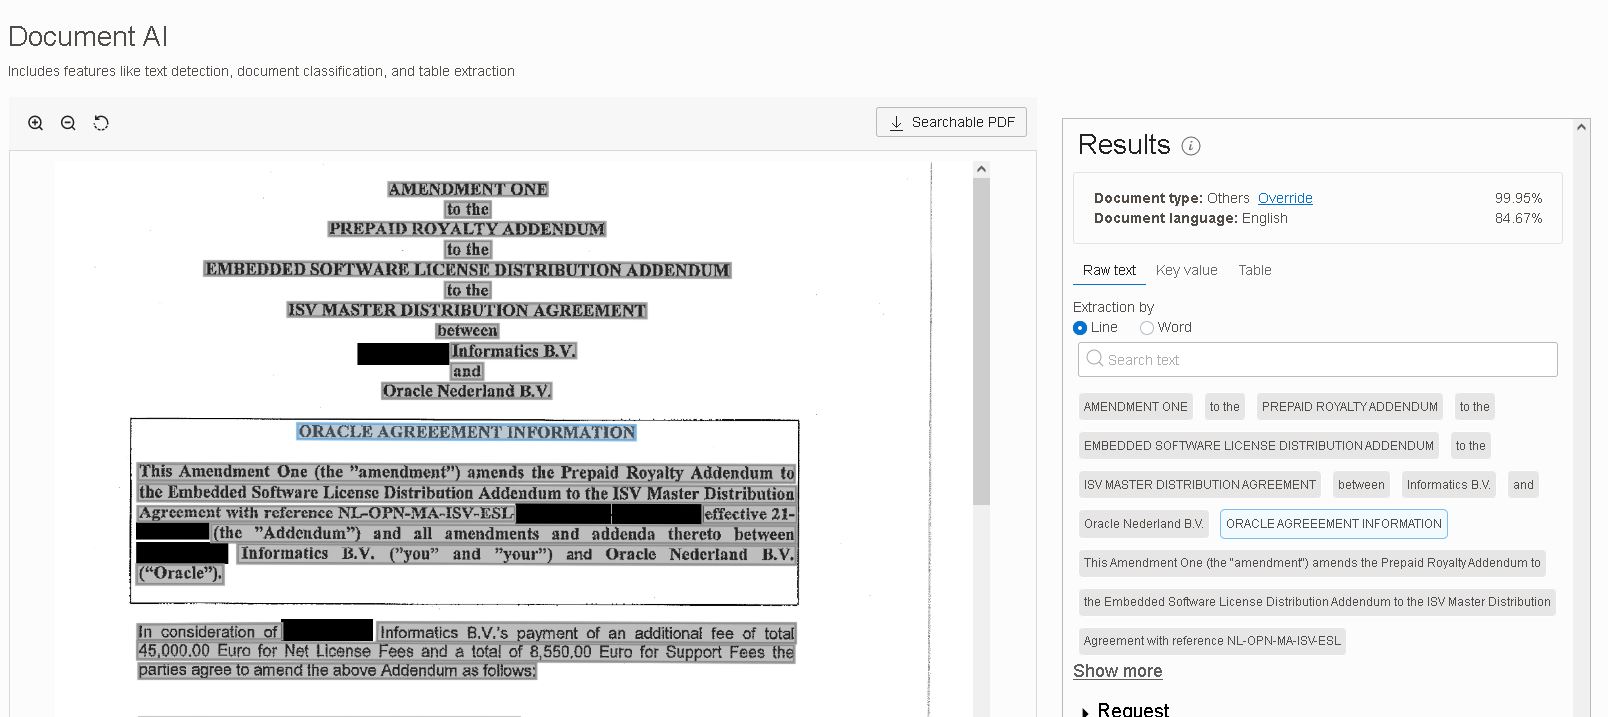 Document AI
Includes features like text detection, document classification, and table extraction
Searchable PDF
AMENDMENT ONE
to the
PREPAID ROYALTY ADDENDUM
to the
EMBEDDED SOFTWARE LICENSE DISTRIBUTION ADDENDUM
to the
ISV MASTER DISTRIBUTION AGREEMENT
between
Informatics B.V.
and
Oracle Nederland B.V.
ORACLE AGREEEMENT INFORMATION
This Amendment One (the "amendment") amends the Prepaid Royalty Addendum to
the Embedded Software License Distribution Addendum to the ISV Master Distribution
Agreement with reference NL-OPN-MA-ISV-ESL effective 21-
(the "Addendum") and all amendments and addenda thereto between
Informatics B.V. ("you" and "your") and Oracle Nederland B.V.
("Oracle").
In consideration of Informatics B.V.'s payment of an additional fee of total
45,000.00 Euro for Net License Fees and a total of 8,550,00 Euro for Support Fees the
parties agree to amend the above Addendum as follows:
Results
Document type: Others Override 99.95%
Document language: English 84.67%
Raw text Key value Table
Extraction by
Line Word
Search text
AMENDMENT ONE to the PREPAID ROYALTY ADDENDUM to the
EMBEDDED SOFTWARE LICENSE DISTRIBUTION ADDENDUM to the
ISV MASTER DISTRIBUTION AGREEMENT between Informatics B.V. and
Oracle Nederland B.V. ORACLE AGREEEMENT INFORMATION
This Amendment One (the "amendment") amends the Prepaid Royalty Addendum to
the Embedded Software License Distribution Addendum to the ISV Master Distribution
Agreement with reference NL-OPN-MA-ISV-ESL
Show more
Request